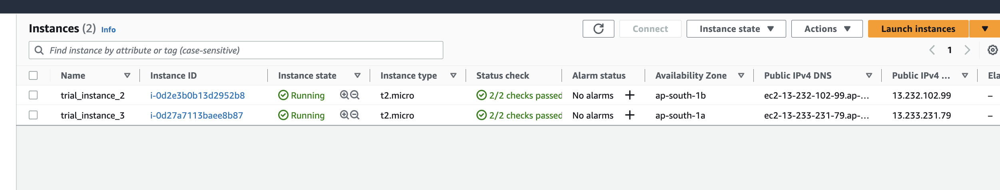 Instances (2) Info
Connect Instance state Actions Launch instances
Find instance by attribute or tag (case-sensitive)
1
Name Instance ID Instance state Instance type Status check Alarm status Availability Zone Public IPv4 DNS Public IPv4 ... Ela
trial_instance_2 i-0d2e3b0b13d2952b8 Running t2.micro 2/2 checks passed No alarms + ap-south-1b ec2-13-232-102-99.ap-... 13.232.102.99 –
trial_instance_3 i-0d27a7113baee8b87 Running t2.micro 2/2 checks passed No alarms + ap-south-1a ec2-13-233-231-79.ap-... 13.233.231.79 –